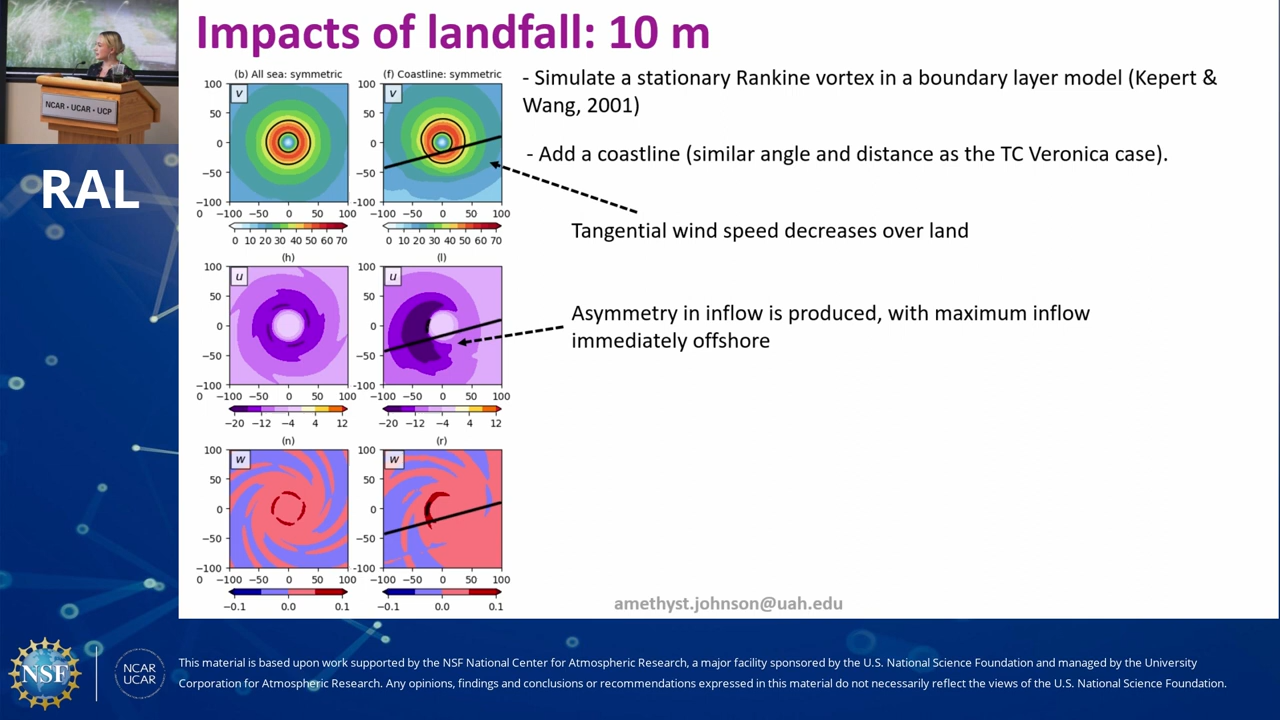 Impacts of landfall: 10 m
NCAR • UCAR • UCP
RAL
(b) All sea: symmetric
(f) Coastline: symmetric
v
v
100
50
0
−50
−100
0 −100 −50 0 50 100
100
50
0
−50
−100
−100 −50 0 50 100
0 10 20 30 40 50 60 70
0 10 20 30 40 50 60 70
- Simulate a stationary Rankine vortex in a boundary layer model (Kepert &
Wang, 2001)
- Add a coastline (similar angle and distance as the TC Veronica case).
Tangential wind speed decreases over land
(h)
(l)
u
u
100
50
0
−50
−100
0 −100 −50 0 50 100
100
50
0
−50
-100
−100 −50 0 50 100
−20 −12 −4 4 12
−20 −12 −4 4 12
Asymmetry in inflow is produced, with maximum inflow
immediately offshore
(n)
(r)
w
w
100
50
0
−50
−100
0 −100 −50 0 50 100
100
50
0
−50
−100
−100 −50 0 50 100
−0.1 0.0 0.1
−0.1 0.0 0.1
amethyst.johnson@uah.edu
NSF
NCAR
UCAR
This material is based upon work supported by the NSF National Center for Atmospheric Research, a major facility sponsored by the U.S. National Science Foundation and managed by the University
Corporation for Atmospheric Research. Any opinions, findings and conclusions or recommendations expressed in this material do not necessarily reflect the views of the U.S. National Science Foundation.